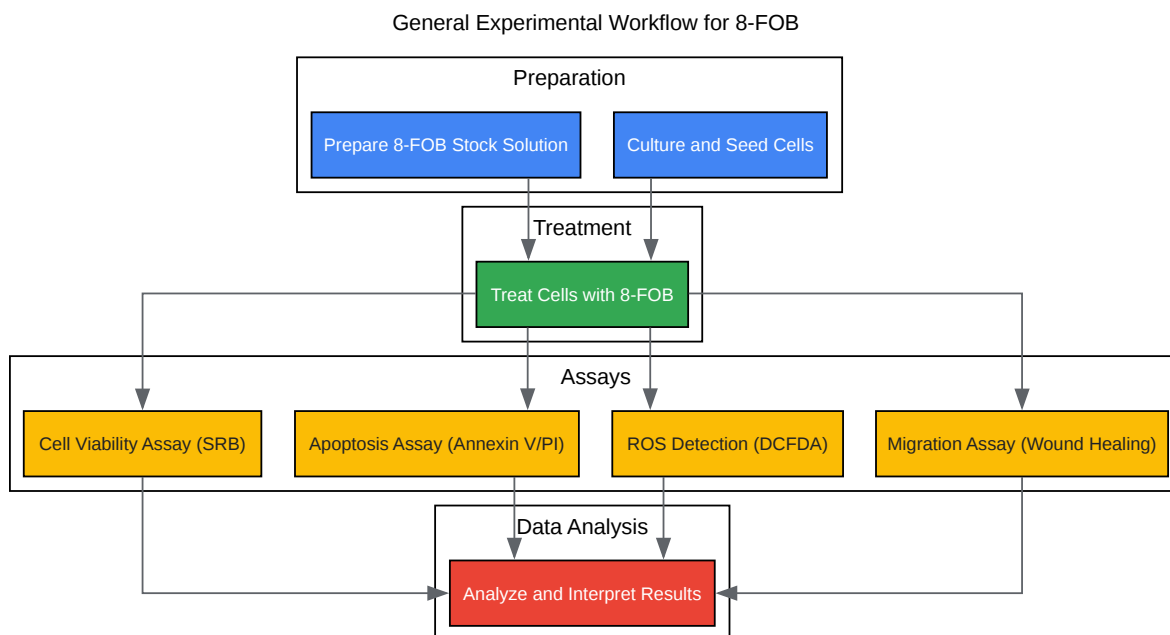 General Experimental Workflow for 8-FOB
Preparation
Prepare 8-FOB Stock Solution
Culture and Seed Cells
Treatment
Treat Cells with 8-FOB
Assays
Cell Viability Assay (SRB)
Apoptosis Assay (Annexin V/PI)
ROS Detection (DCFDA)
Migration Assay (Wound Healing)
Data Analysis
Analyze and Interpret Results